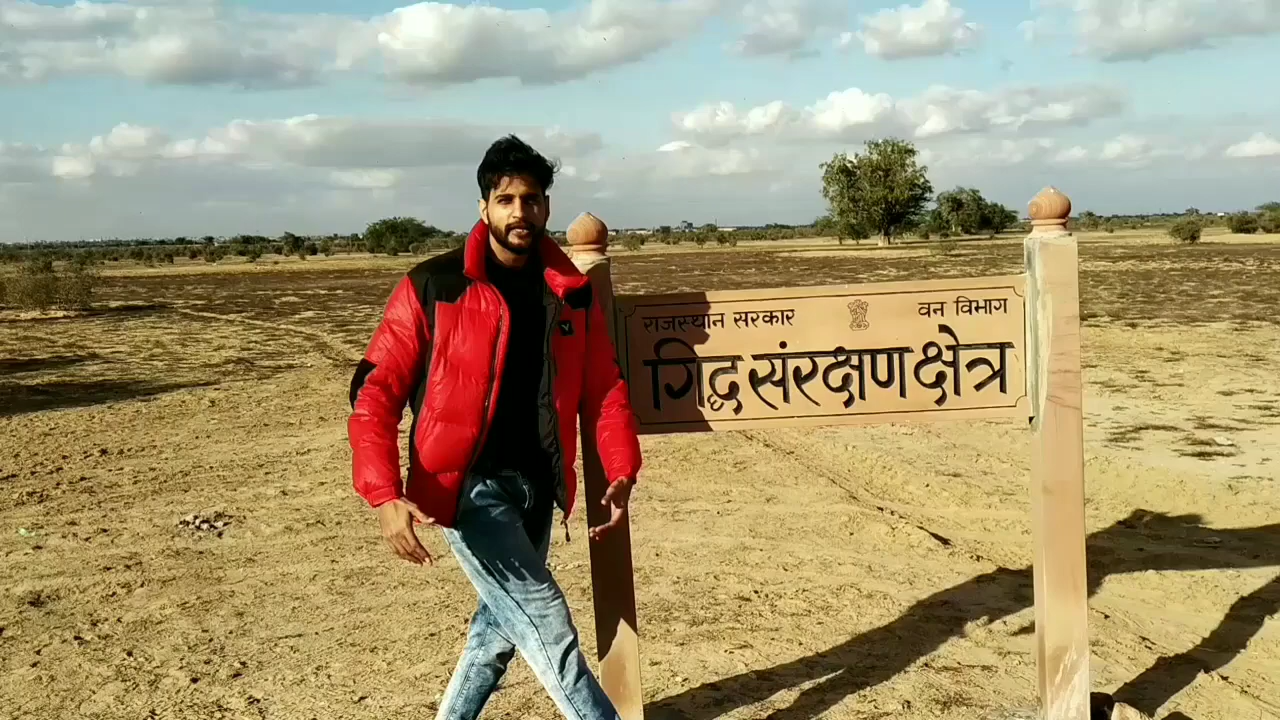 राजस्थान सरकार वन विभाग
गिद्ध संरक्षण क्षेत्र